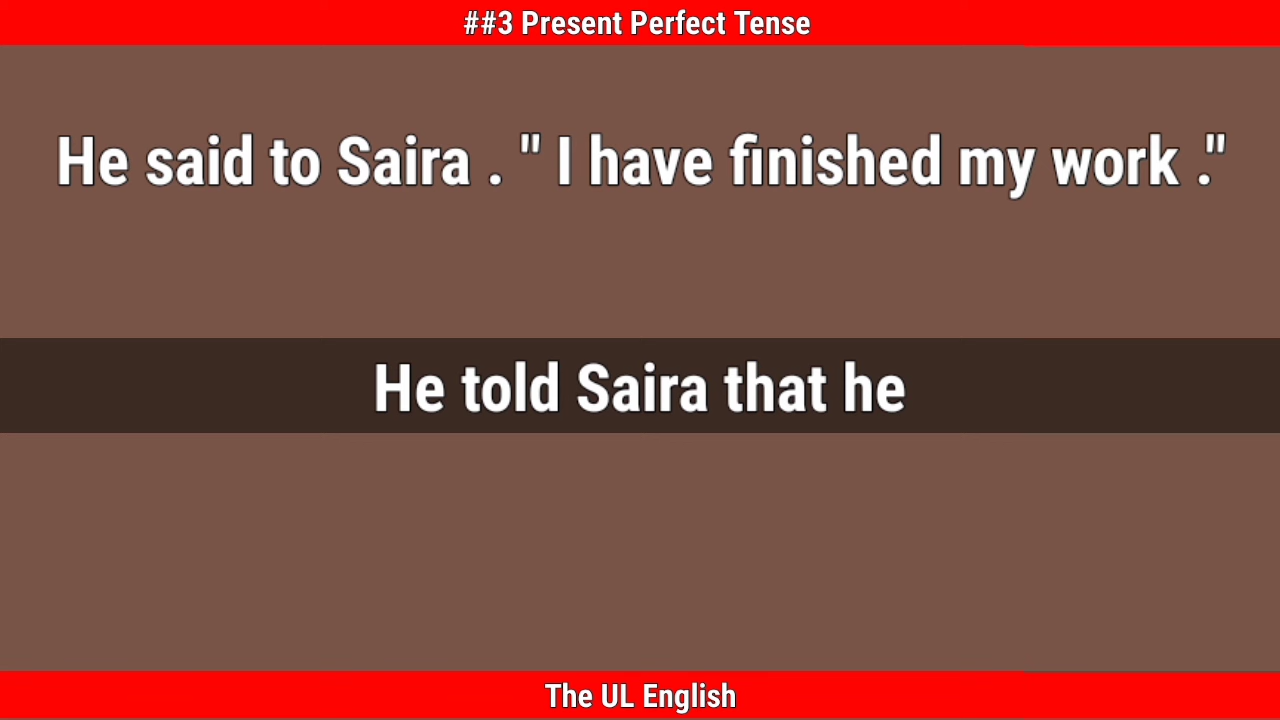 ##3 Present Perfect Tense
He said to Saira . " I have finished my work ."
He told Saira that he
The UL English